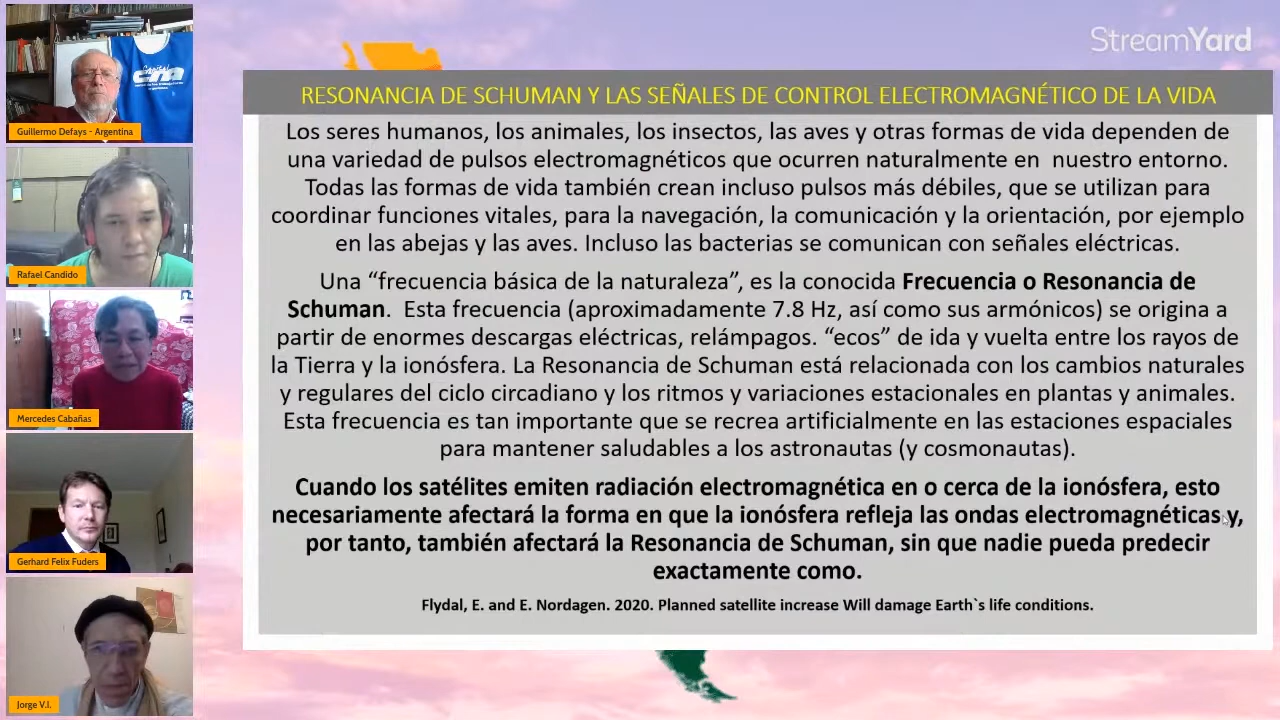 StreamYard
Capital
cm
Guillermo Defays - Argentina
Rafael Candido
Mercedes Cabañas
Gerhard Felix Fuders
Jorge V.I.
RESONANCIA DE SCHUMAN Y LAS SEÑALES DE CONTROL ELECTROMAGNÉTICO DE LA VIDA
Los seres humanos, los animales, los insectos, las aves y otras formas de vida dependen de
una variedad de pulsos electromagnéticos que ocurren naturalmente en nuestro entorno.
Todas las formas de vida también crean incluso pulsos más débiles, que se utilizan para
coordinar funciones vitales, para la navegación, la comunicación y la orientación, por ejemplo
en las abejas y las aves. Incluso las bacterias se comunican con señales eléctricas.
Una “frecuencia básica de la naturaleza”, es la conocida Frecuencia o Resonancia de
Schuman. Esta frecuencia (aproximadamente 7.8 Hz, así como sus armónicos) se origina a
partir de enormes descargas eléctricas, relámpagos. “ecos” de ida y vuelta entre los rayos de
la Tierra y la ionósfera. La Resonancia de Schuman está relacionada con los cambios naturales
y regulares del ciclo circadiano y los ritmos y variaciones estacionales en plantas y animales.
Esta frecuencia es tan importante que se recrea artificialmente en las estaciones espaciales
para mantener saludables a los astronautas (y cosmonautas).
Cuando los satélites emiten radiación electromagnética en o cerca de la ionósfera, esto
necesariamente afectará la forma en que la ionósfera refleja las ondas electromagnéticas y,
por tanto, también afectará la Resonancia de Schuman, sin que nadie pueda predecir
exactamente como.
Flydal, E. and E. Nordagen. 2020. Planned satellite increase Will damage Earth`s life conditions.